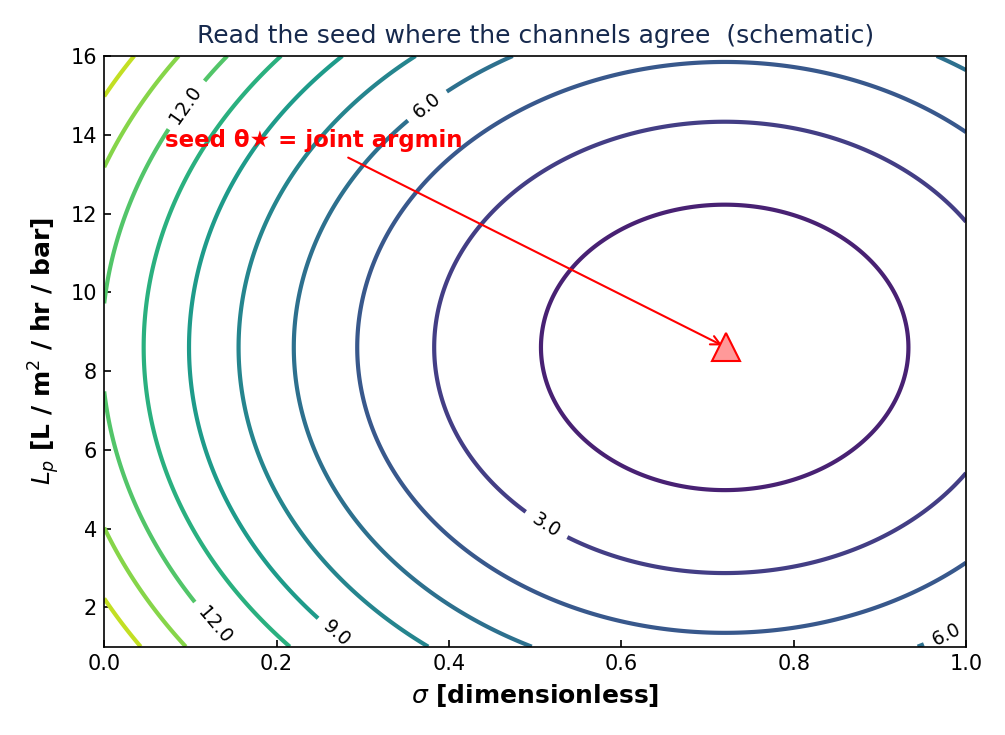 Read the seed where the channels agree  (schematic)
16
14
12
10
8
6
4
2
L_p [L / m² / hr / bar]
12.0
6.0
seed θ★ = joint argmin
3.0
12.0
9.0
6.0
0.0 0.2 0.4 0.6 0.8 1.0
σ [dimensionless]